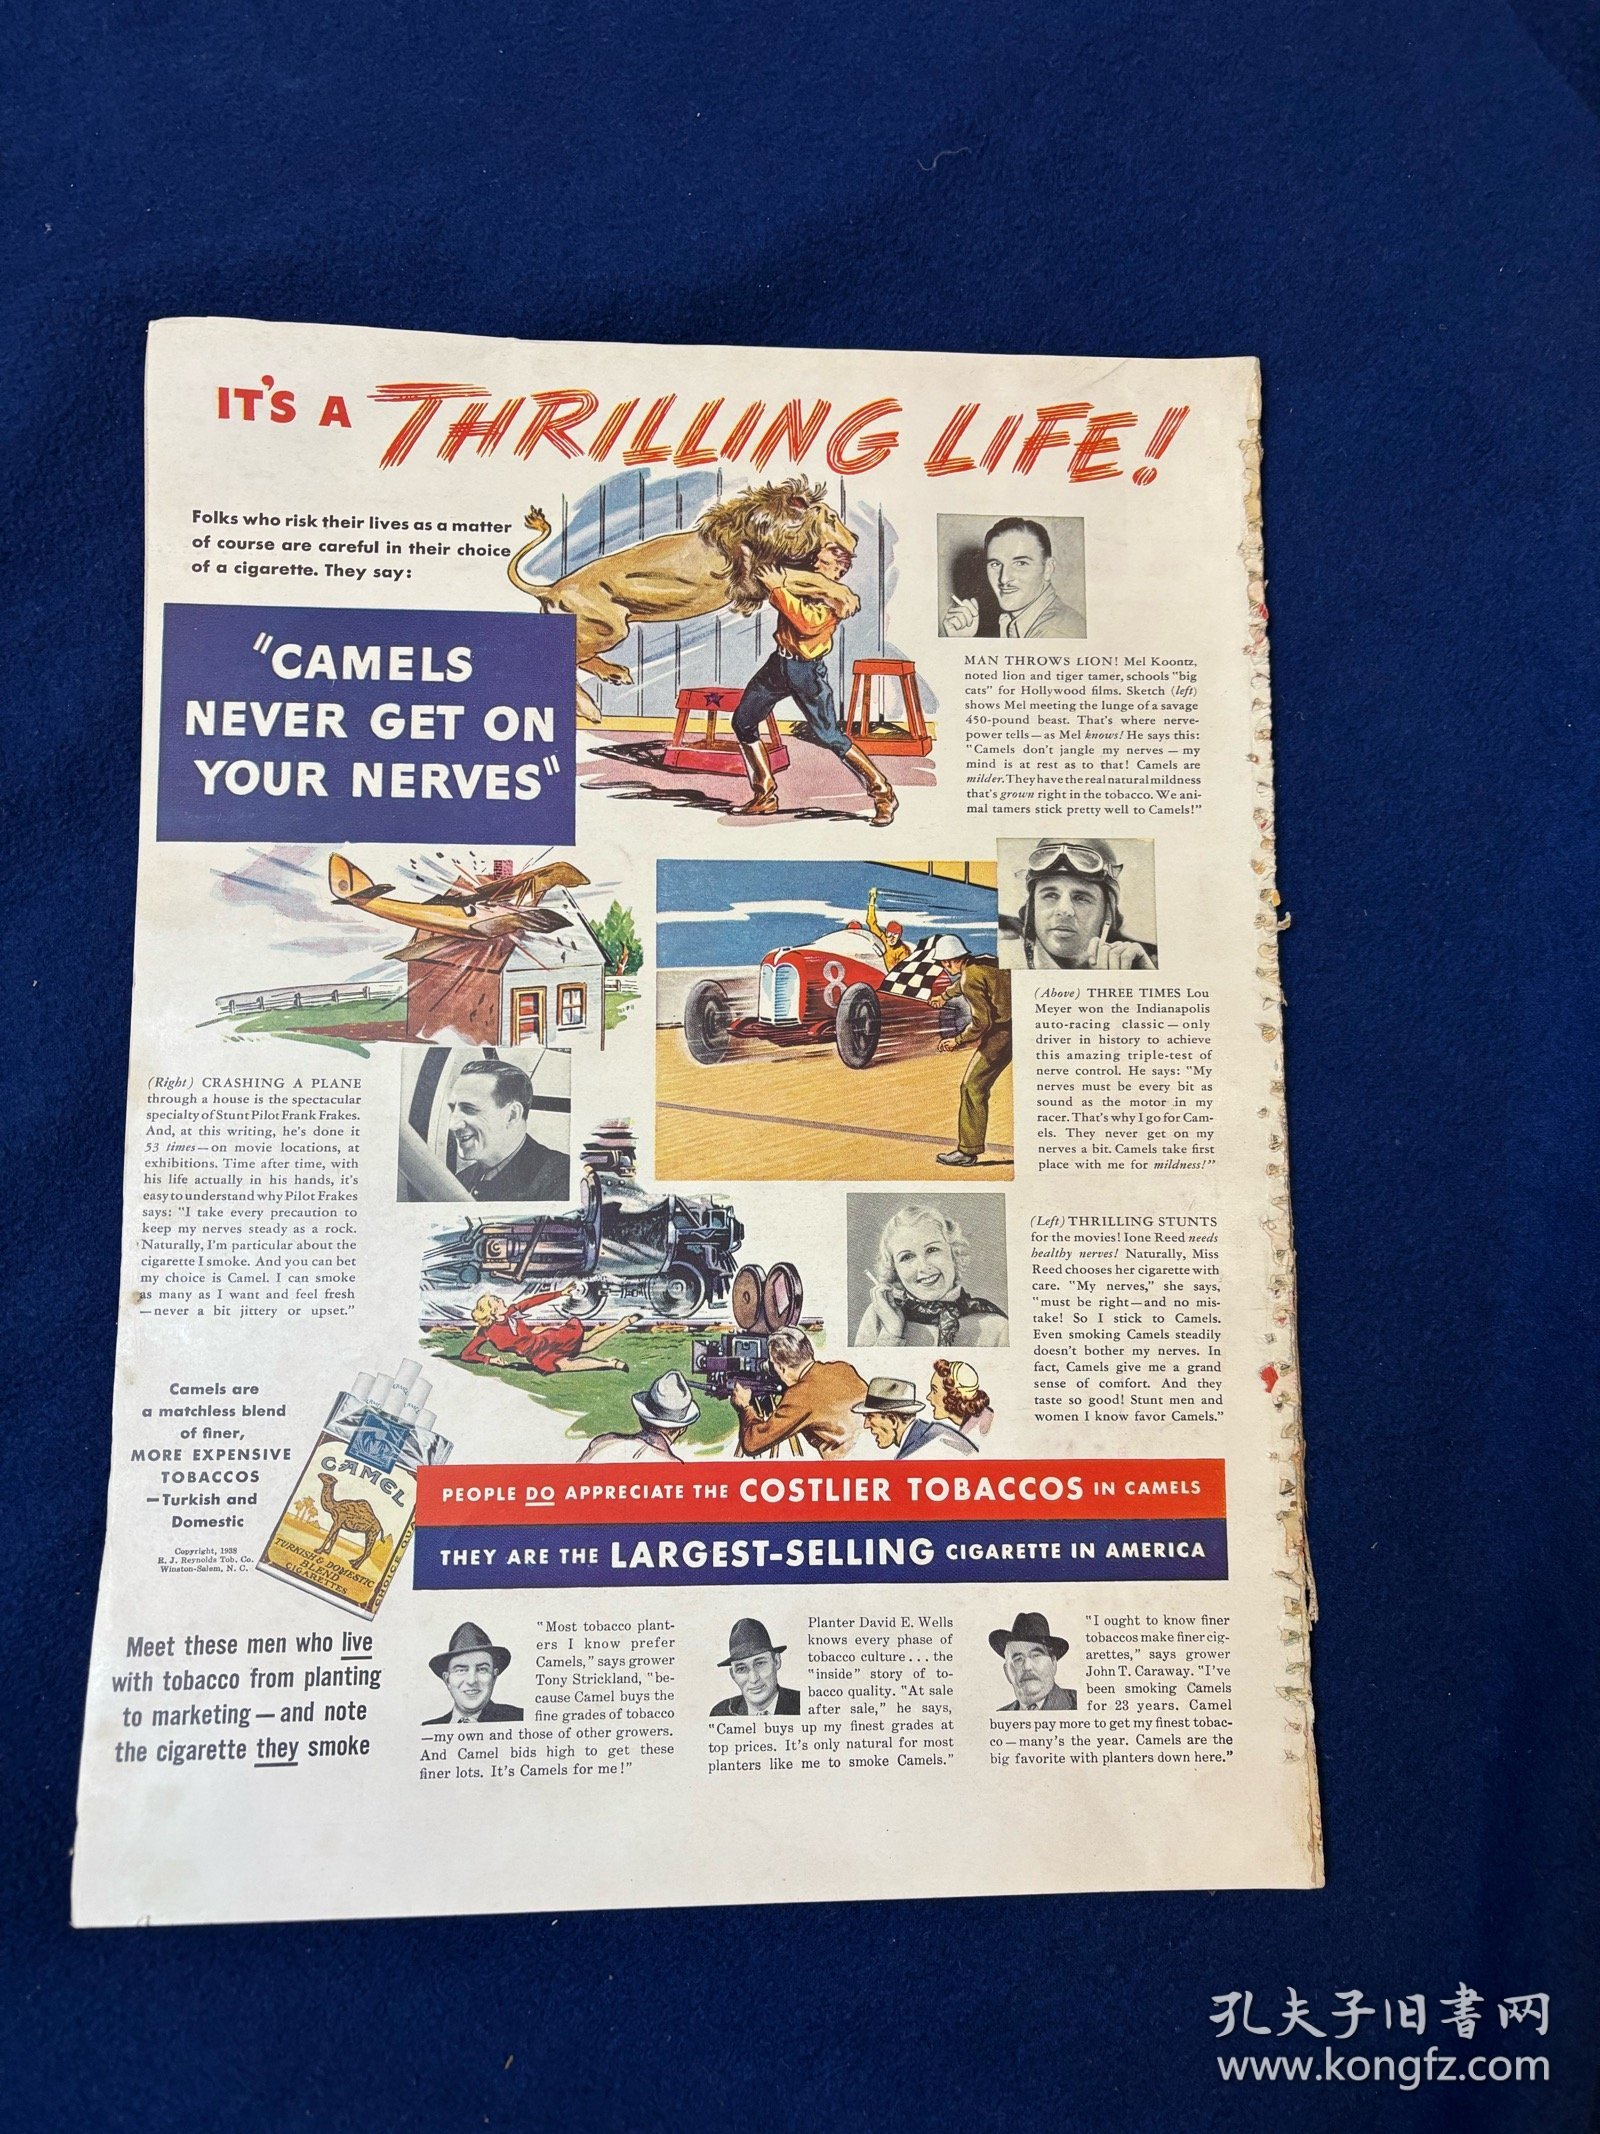 IT'S A THRILLING LIFE!
Folks who risk their lives as a matter
of course are careful in their choice
of a cigarette. They say:
"CAMELS
NEVER GET ON
YOUR NERVES"
MAN THROWS LION! Mel Koontz,
noted lion and tiger tamer, schools "big
cats" for Hollywood films. Sketch (left)
shows Mel meeting the lunge of a savage
450-pound beast. That's where nerve-
power tells—as Mel knows! He says this:
"Camels don't jangle my nerves—my
mind is at rest as to that! Camels are
milder. They have the real natural mildness
that's grown right in the tobacco. We ani-
mal tamers stick pretty well to Camels!"
8
(Above) THREE TIMES Lou
Meyer won the Indianapolis
auto-racing classic—only
driver in history to achieve
this amazing triple-test of
nerve control. He says: "My
nerves must be every bit as
sound as the motor in my
racer. That's why I go for Cam-
els. They never get on my
nerves a bit. Camels take first
place with me for mildness!"
(Right) CRASHING A PLANE
through a house is the spectacular
specialty of Stunt Pilot Frank Frakes.
And, at this writing, he's done it
53 times—on movie locations, at
exhibitions. Time after time, with
his life actually in his hands, it's
easy to understand why Pilot Frakes
says: "I take every precaution to
keep my nerves steady as a rock.
Naturally, I'm particular about the
cigarette I smoke. And you can bet
my choice is Camel. I can smoke
as many as I want and feel fresh
—never a bit jittery or upset."
(Left) THRILLING STUNTS
for the movies! Ione Reed needs
healthy nerves! Naturally, Miss
Reed chooses her cigarette with
care. "My nerves," she says,
"must be right—and no mis-
take! So I stick to Camels.
Even smoking Camels steadily
doesn't bother my nerves. In
fact, Camels give me a grand
sense of comfort. And they
taste so good! Stunt men and
women I know favor Camels."
Camels are
a matchless blend
of finer,
MORE EXPENSIVE
TOBACCOS
—Turkish and
Domestic
Copyright, 1938
R. J. Reynolds Tob. Co.
Winston-Salem, N. C.
CAMEL
TURKISH & DOMESTIC
BLEND
CIGARETTES
CHOICE QUA
PEOPLE DO APPRECIATE THE COSTLIER TOBACCOS IN CAMELS
THEY ARE THE LARGEST-SELLING CIGARETTE IN AMERICA
Meet these men who live
with tobacco from planting
to marketing—and note
the cigarette they smoke
"Most tobacco plant-
ers I know prefer
Camels," says grower
Tony Strickland, "be-
cause Camel buys the
fine grades of tobacco
—my own and those of other growers.
And Camel bids high to get these
finer lots. It's Camels for me!"
Planter David E. Wells
knows every phase of
tobacco culture...the
"inside" story of to-
bacco quality. "At sale
after sale," he says,
"Camel buys up my finest grades at
top prices. It's only natural for most
planters like me to smoke Camels."
"I ought to know finer
tobaccos make finer cig-
arettes," says grower
John T. Caraway. "I've
been smoking Camels
for 23 years. Camel
buyers pay more to get my finest tobac-
co—many's the year. Camels are the
big favorite with planters down here."
孔夫子旧书网
www.kongfz.com